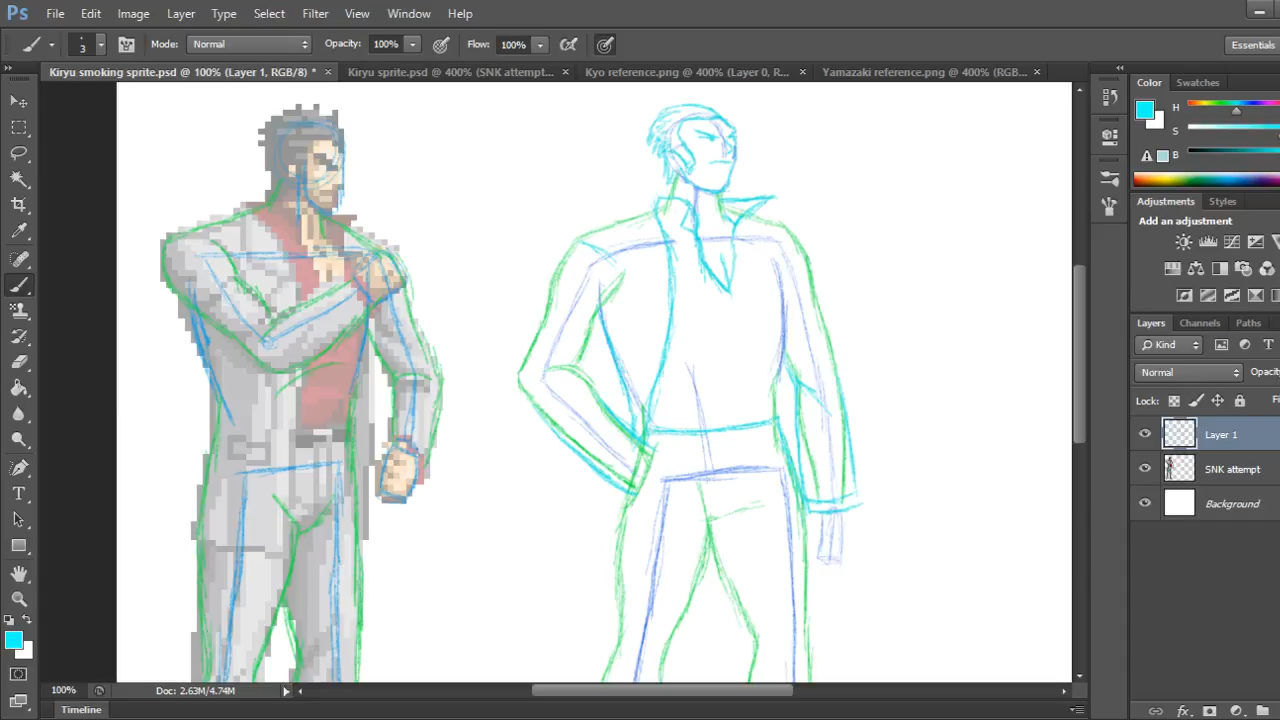 Ps File Edit Image Layer Type Select Filter View Window Help
3 Mode: Normal Opacity: 100% Flow: 100% Essentials
Kiryu smoking sprite.psd @ 100% (Layer 1, RGB/8) * × Kiryu sprite.psd @ 400% (SNK attempt... × Kyo reference.png @ 400% (Layer 0, R... × Yamazaki reference.png @ 400% (RGB... ×
Color Swatches
H
S
B
Adjustments Styles
Add an adjustment
Layers Channels Paths
Kind
Normal Opac
Lock: Fi
Layer 1
SNK attempt
Background
100% Doc: 2.63M/4.74M
Timeline